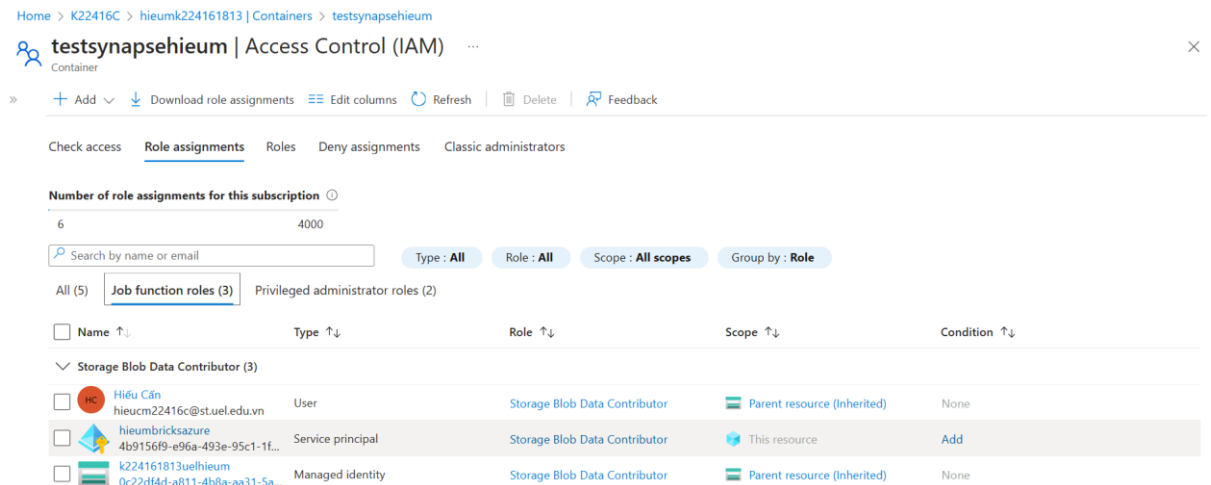 Home > K22416C > hieumk224161813 | Containers > testsynapsehieum
testsynapsehieum | Access Control (IAM) ...
Container
Add Download role assignments Edit columns Refresh Delete Feedback
Check access Role assignments Roles Deny assignments Classic administrators
Number of role assignments for this subscription
6 4000
Search by name or email Type : All Role : All Scope : All scopes Group by : Role
All (5) Job function roles (3) Privileged administrator roles (2)
Name Type Role Scope Condition
Storage Blob Data Contributor (3)
HC Hiếu Cấn
hieucm22416c@st.uel.edu.vn User Storage Blob Data Contributor Parent resource (Inherited) None
hieumbricksazure
4b9156f9-e96a-493e-95c1-1f... Service principal Storage Blob Data Contributor This resource Add
k224161813uelhieum
0c22df4d-a811-4b8a-aa31-5a... Managed identity Storage Blob Data Contributor Parent resource (Inherited) None